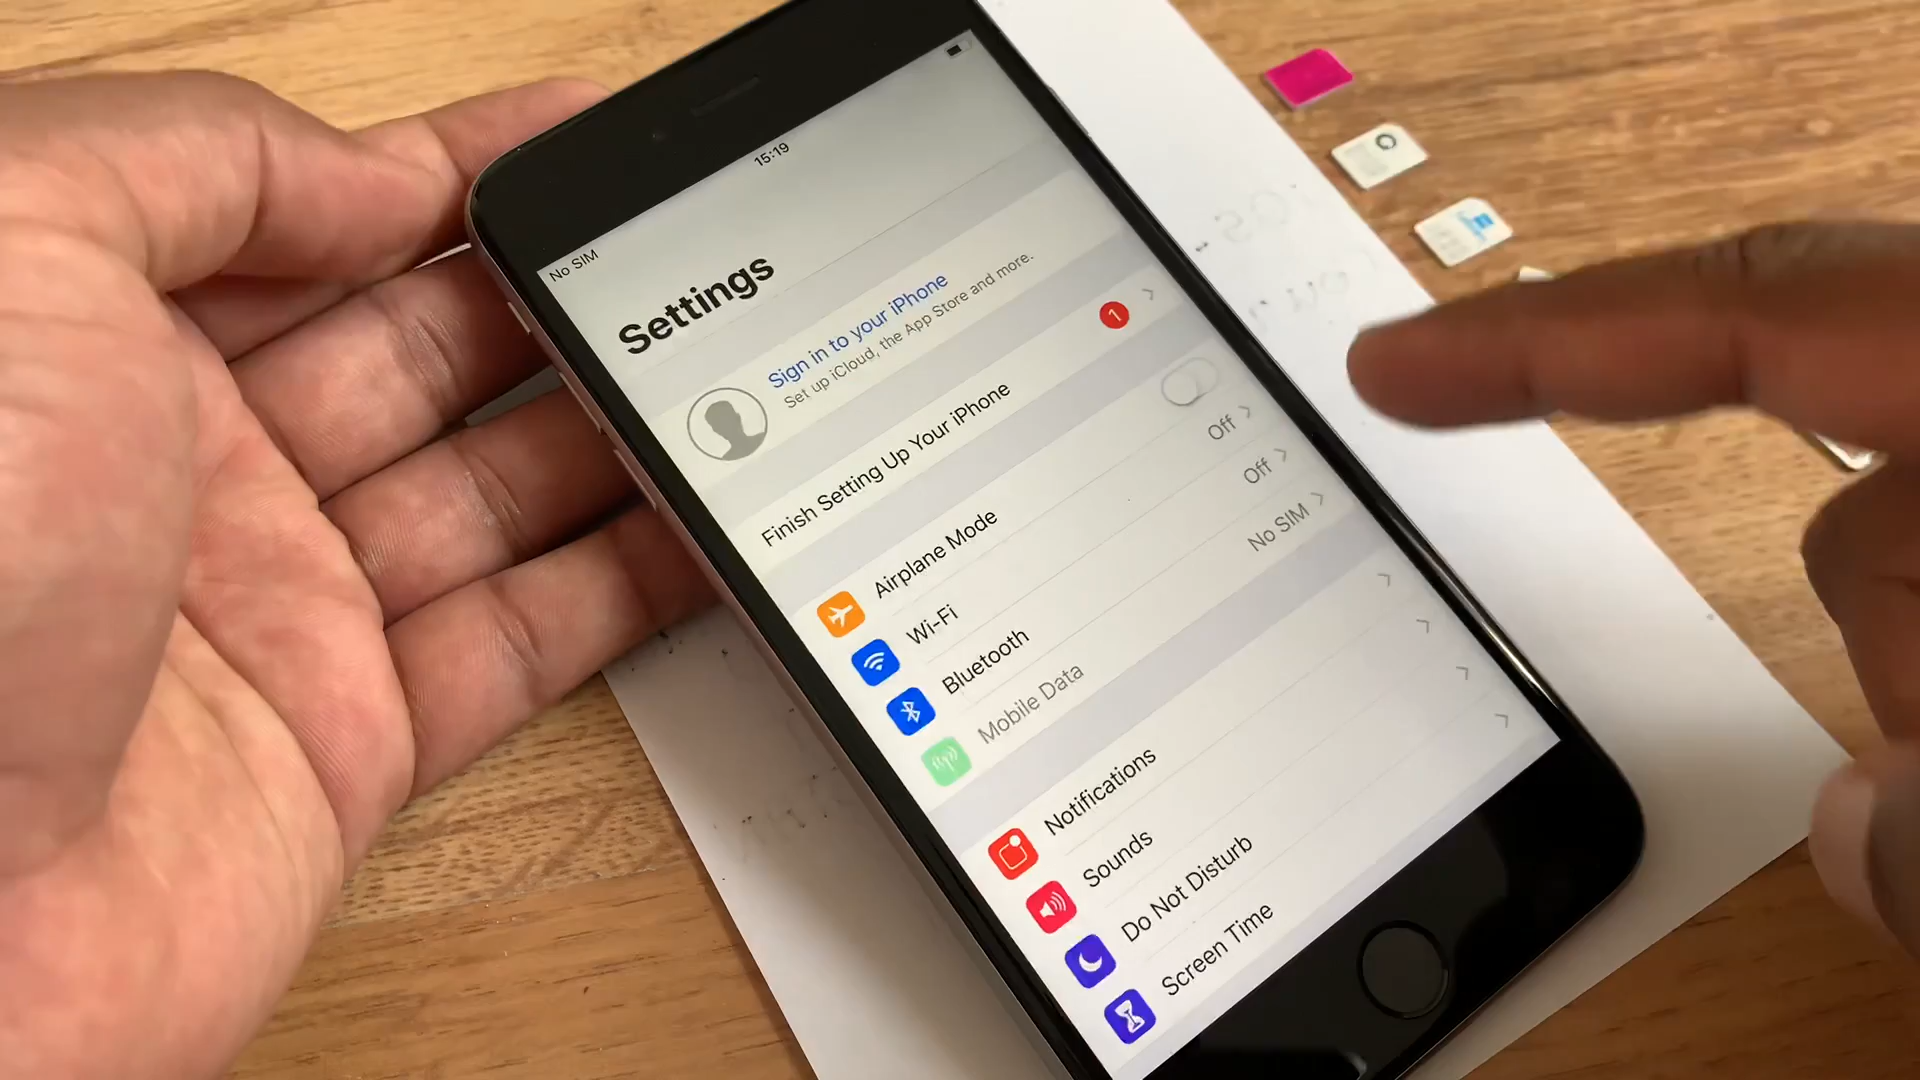 No SIM
15:19
Settings
Sign in to your iPhone
Set up iCloud, the App Store and more.
Finish Setting Up Your iPhone
1
Airplane Mode
Wi-Fi
Off
Bluetooth
Off
Mobile Data
No SIM
Notifications
Sounds
Do Not Disturb
Screen Time